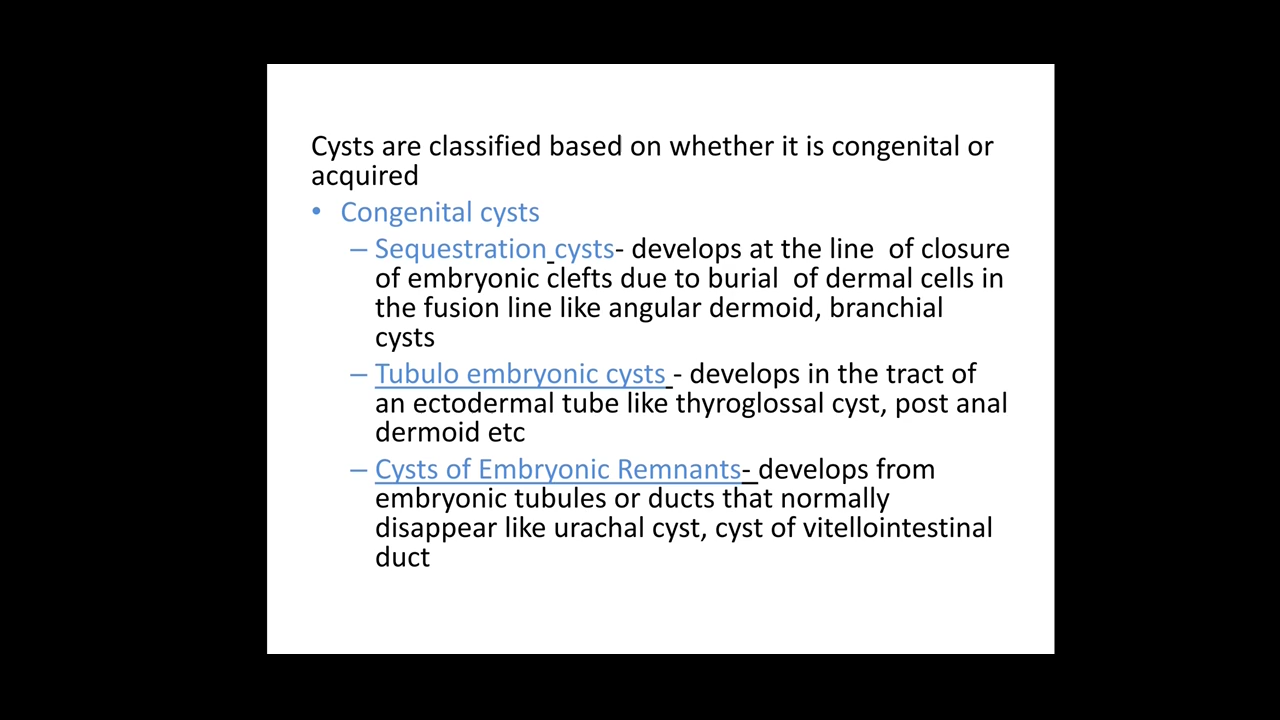 Cysts are classified based on whether it is congenital or
acquired
• Congenital cysts
– Sequestration cysts- develops at the line of closure
of embryonic clefts due to burial of dermal cells in
the fusion line like angular dermoid, branchial
cysts
– Tubulo embryonic cysts - develops in the tract of
an ectodermal tube like thyroglossal cyst, post anal
dermoid etc
– Cysts of Embryonic Remnants- develops from
embryonic tubules or ducts that normally
disappear like urachal cyst, cyst of vitellointestinal
duct